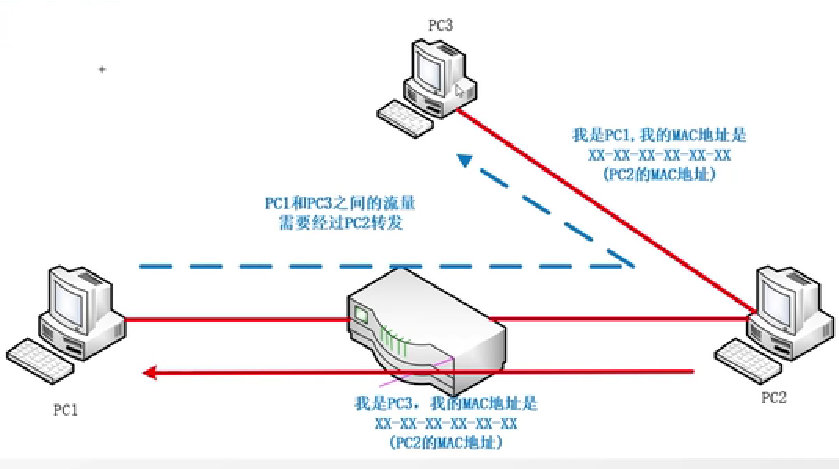 PC3
我是PC1,我的MAC地址是
XX-XX-XX-XX-XX-XX
(PC2的MAC地址)
PC1和PC3之间的流量
需要经过PC2转发
PC1
PC2
我是PC3，我的MAC地址是
XX-XX-XX-XX-XX-XX
(PC2的MAC地址)